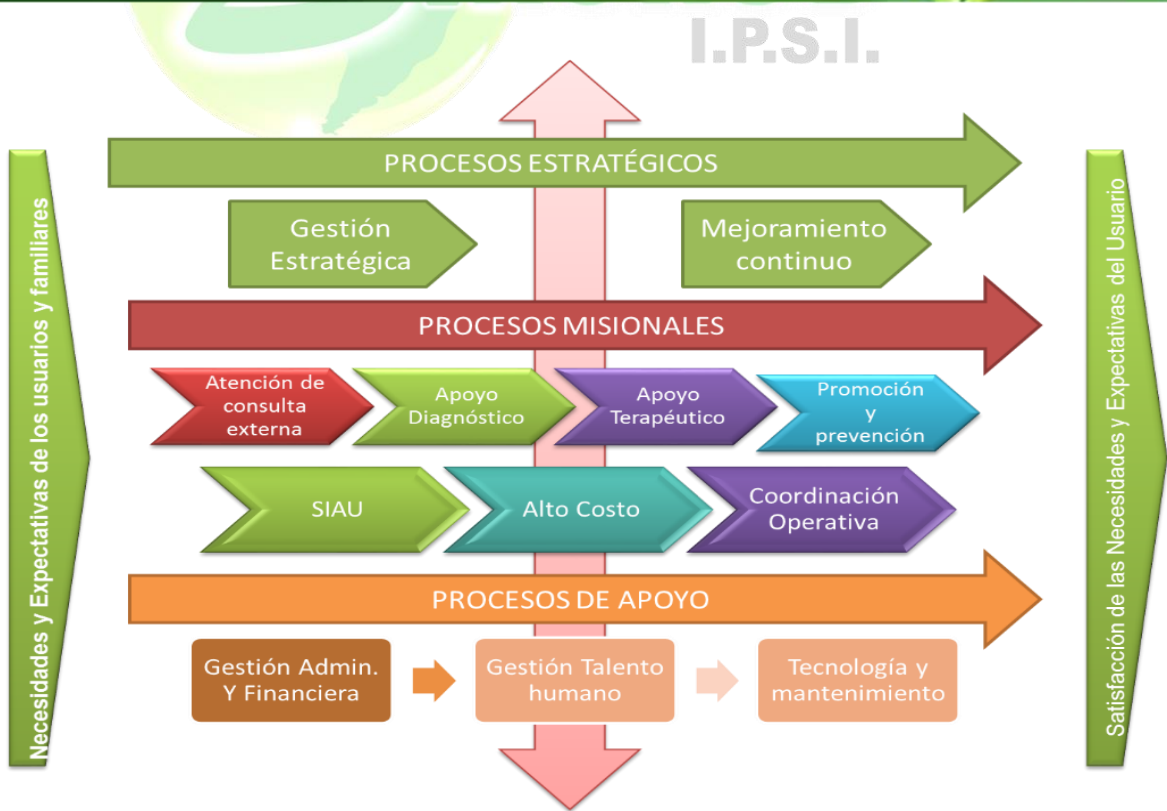 I.P.S.I.
Necesidades y Expectativas de los usuarios y familiares
PROCESOS ESTRATÉGICOS
Gestión
Estratégica
Mejoramiento
continuo
PROCESOS MISIONALES
Atención de
consulta
externa
Apoyo
Diagnóstico
Apoyo
Terapéutico
Promoción
y
prevención
SIAU
Alto Costo
Coordinación
Operativa
PROCESOS DE APOYO
Gestión Admin.
Y Financiera
Gestión Talento
humano
Tecnología y
mantenimiento
Satisfacción de las Necesidades y Expectativas del Usuario